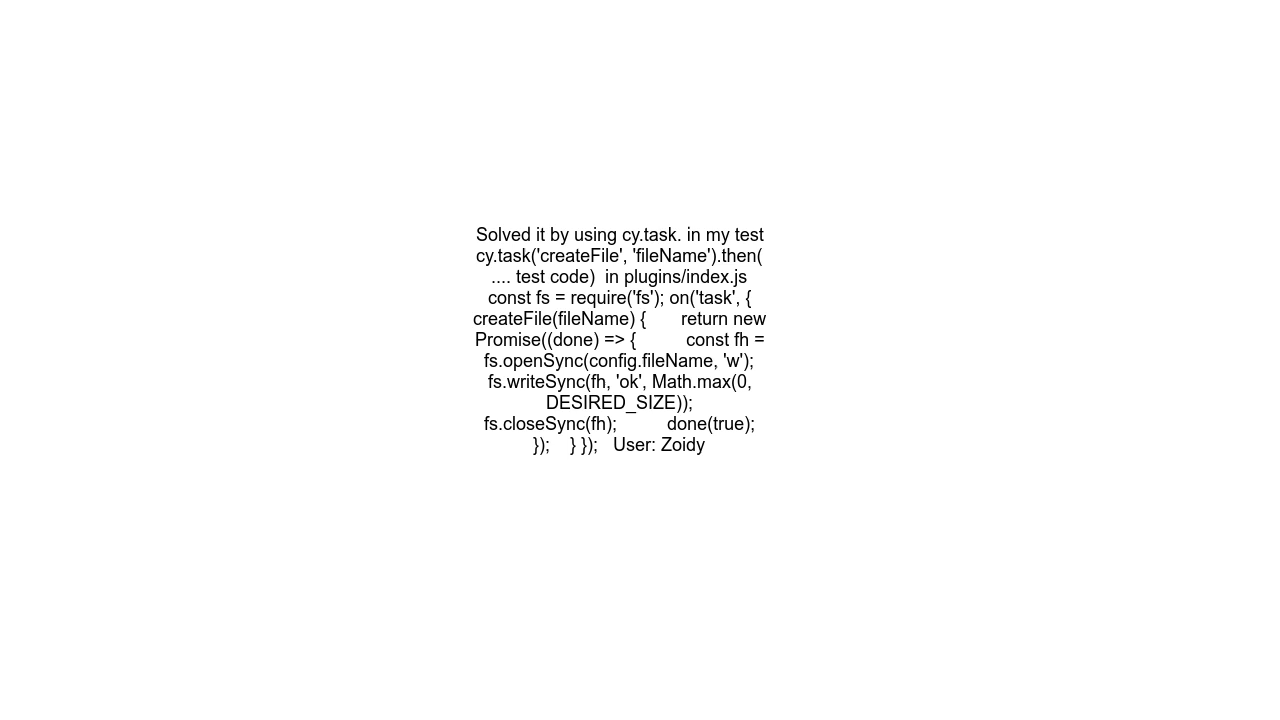 Solved it by using cy.task. in my test
cy.task('createFile', 'fileName').then(
.... test code)  in plugins/index.js
const fs = require('fs'); on('task', {
createFile(fileName) {       return new
Promise((done) => {          const fh =
fs.openSync(config.fileName, 'w');
fs.writeSync(fh, 'ok', Math.max(0,
DESIRED_SIZE));
fs.closeSync(fh);          done(true);
});    } });   User: Zoidy